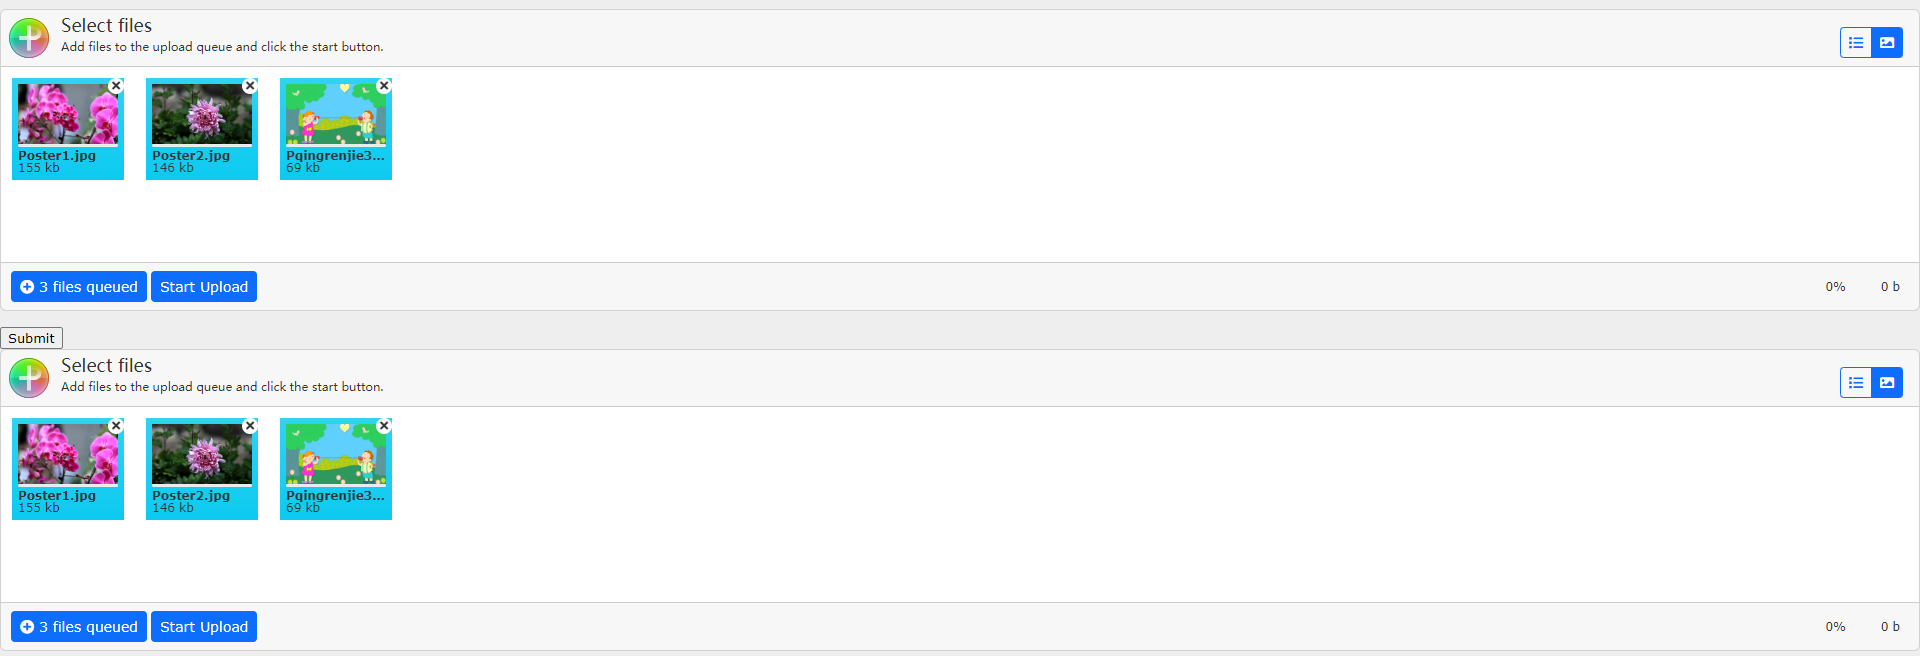 Select files
Add files to the upload queue and click the start button.
Poster1.jpg
155 kb
Poster2.jpg
146 kb
Pqingrenjie3...
69 kb
3 files queued
Start Upload
0%
0 b
Submit
Select files
Add files to the upload queue and click the start button.
Poster1.jpg
155 kb
Poster2.jpg
146 kb
Pqingrenjie3...
69 kb
3 files queued
Start Upload
0%
0 b